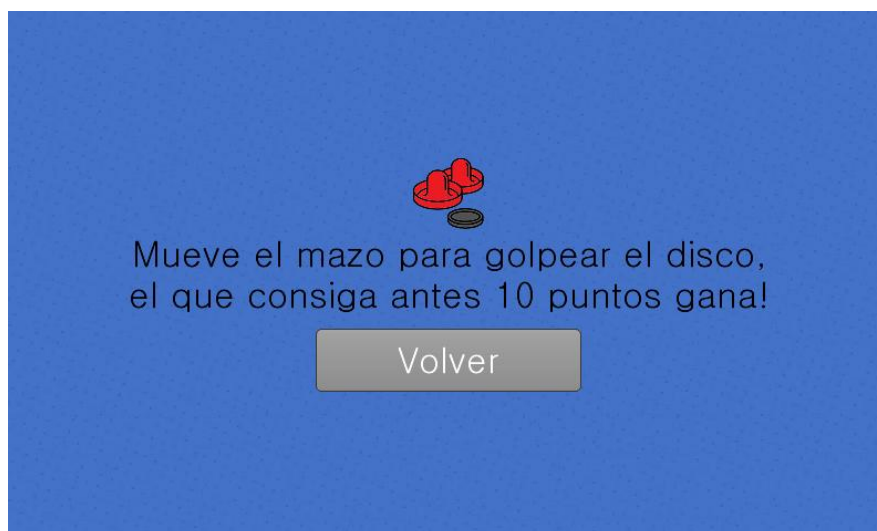 Mueve el mazo para golpear el disco,
el que consiga antes 10 puntos gana!
Volver